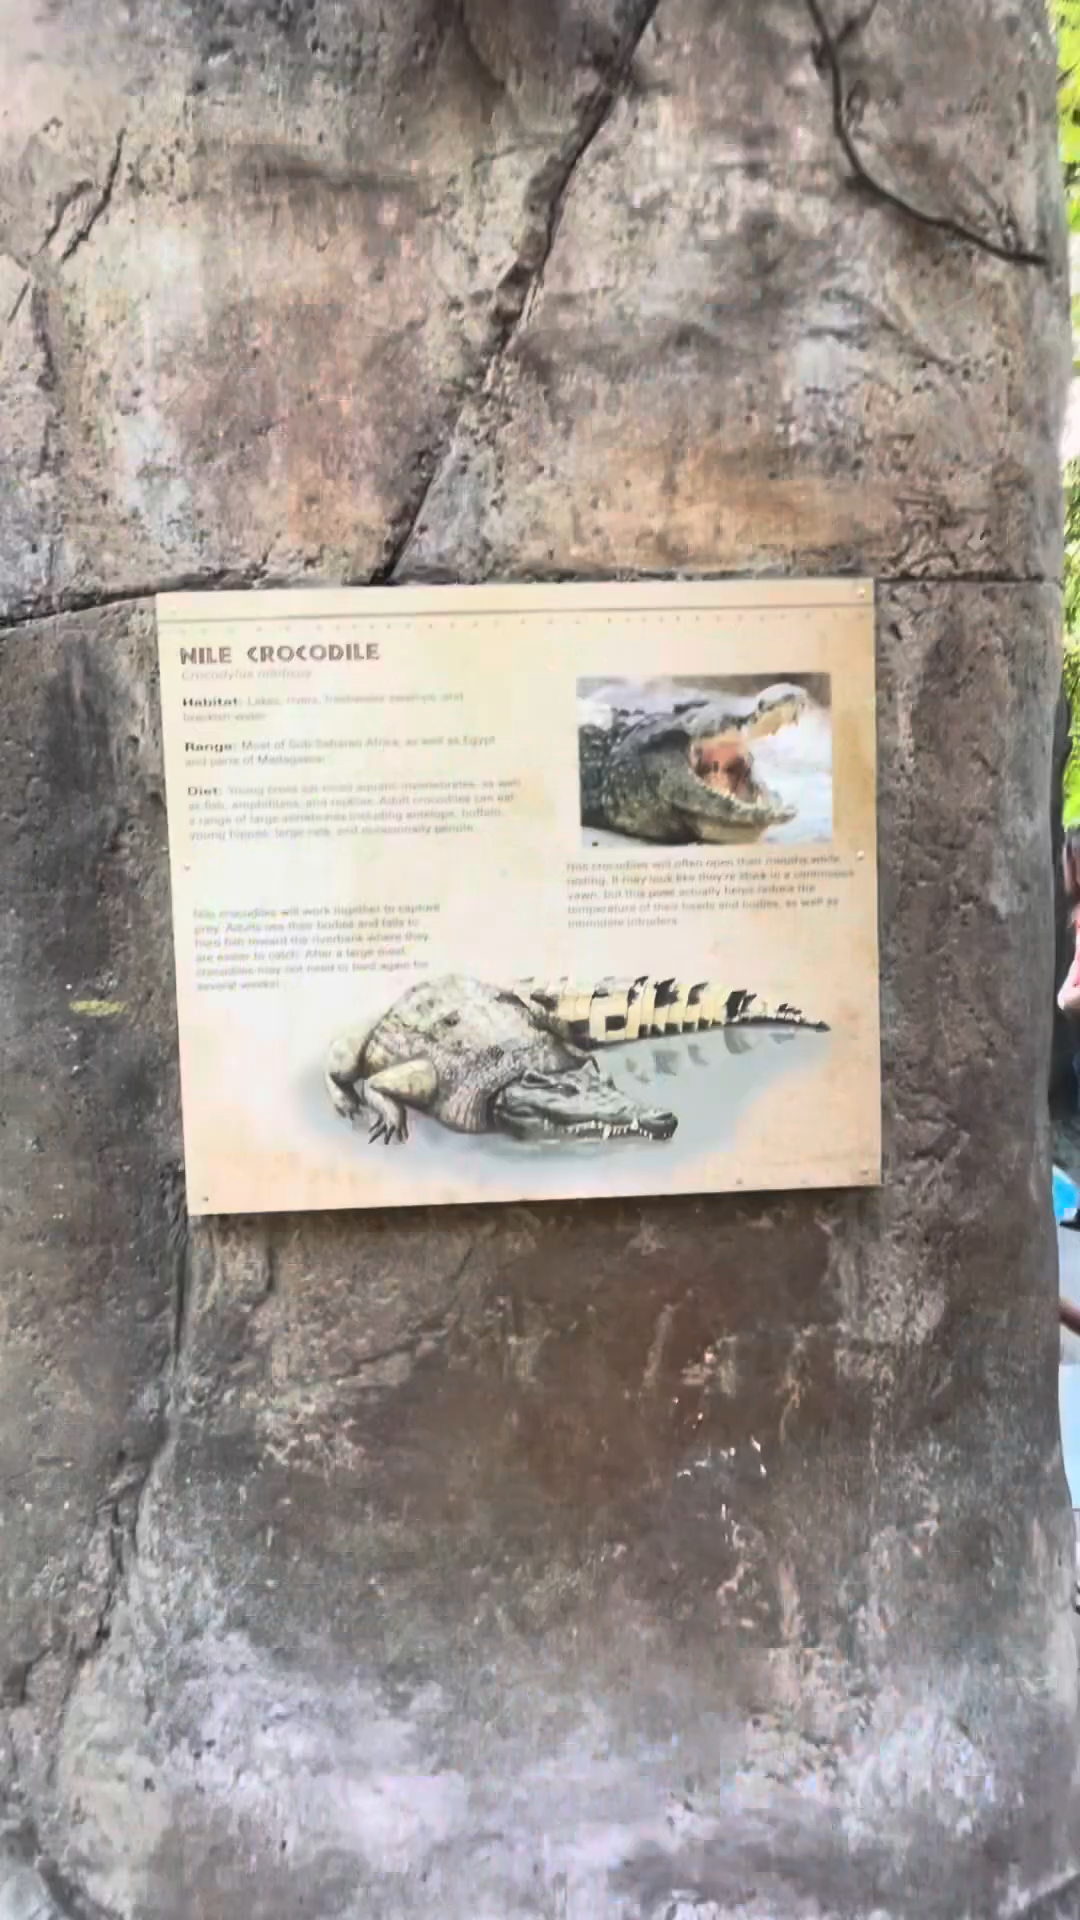 NILE CROCODILE
Crocodylus niloticus
Habitat: Lakes, rivers, freshwater swamps, and
brackish water
Range: Most of Sub-Saharan Africa, as well as Egypt
and parts of Madagascar
Diet: Young crocs eat small aquatic invertebrates, as well
as fish, amphibians, and reptiles. Adult crocodiles can eat
a range of large vertebrates including antelope, buffalo,
young hippos, large cats, and occasionally people.
Nile crocodiles will often open their mouths while
resting. It may look like they're stuck in a continuous
yawn, but this pose actually helps reduce the
temperature of their heads and bodies, as well as
intimidate intruders.
Nile crocodiles will work together to capture
prey. Adults use their bodies and tails to
herd fish toward the riverbank where they
are easier to catch. After a large meal,
crocodiles may not need to feed again for
several weeks!